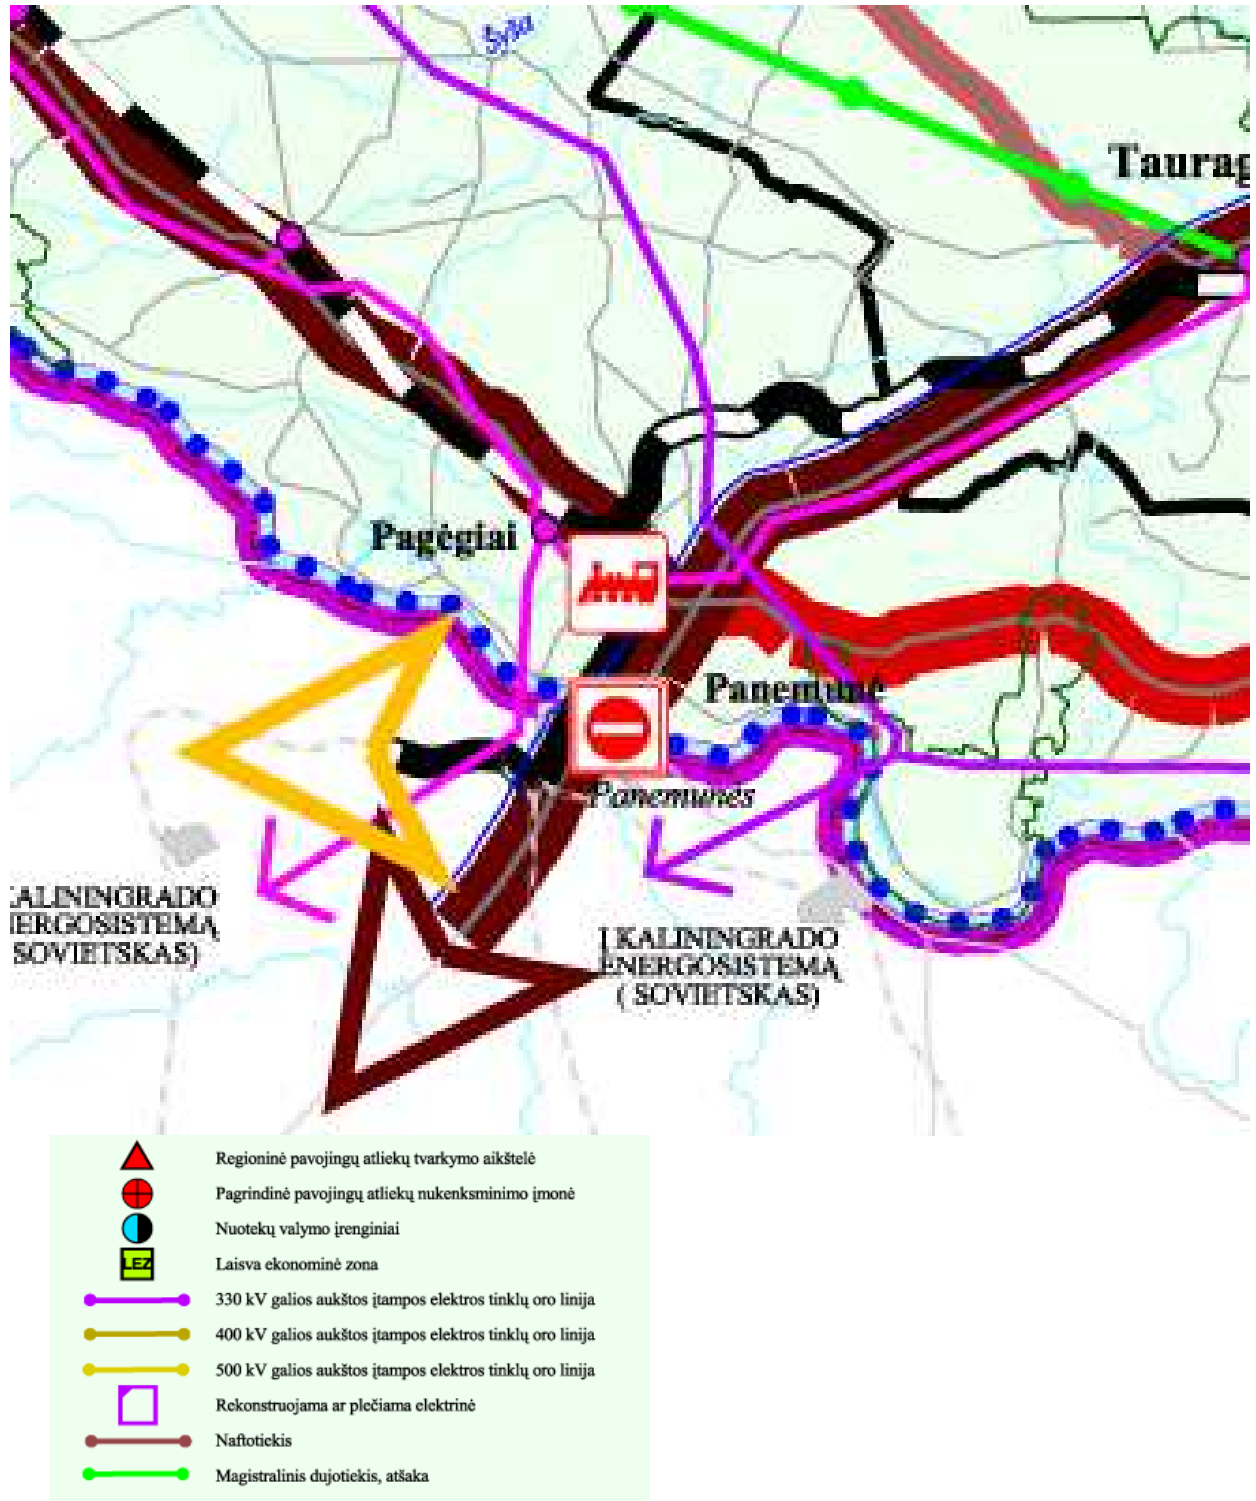 Šyša
Taurag
Pagėgiai
Panemunė
Panemunės
KALININGRADO
ENERGOSISTEMĄ
SOVIETSKAS)
Į KALININGRADO
ENERGOSISTEMĄ
( SOVIETSKAS)
Regioninė pavojingų atliekų tvarkymo aikštelė
Pagrindinė pavojingų atliekų nukenksminimo įmonė
Nuotekų valymo įrenginiai
LEZ Laisva ekonominė zona
330 kV galios aukštos įtampos elektros tinklų oro linija
400 kV galios aukštos įtampos elektros tinklų oro linija
500 kV galios aukštos įtampos elektros tinklų oro linija
Rekonstruojama ar plečiama elektrinė
Naftotiekis
Magistralinis dujotiekis, atšaka